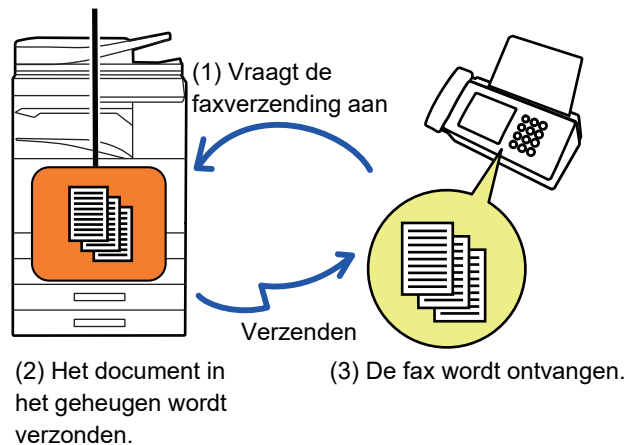 (1) Vraagt de
faxverzending aan
Verzenden
(2) Het document in
het geheugen wordt
verzonden.
(3) De fax wordt ontvangen.